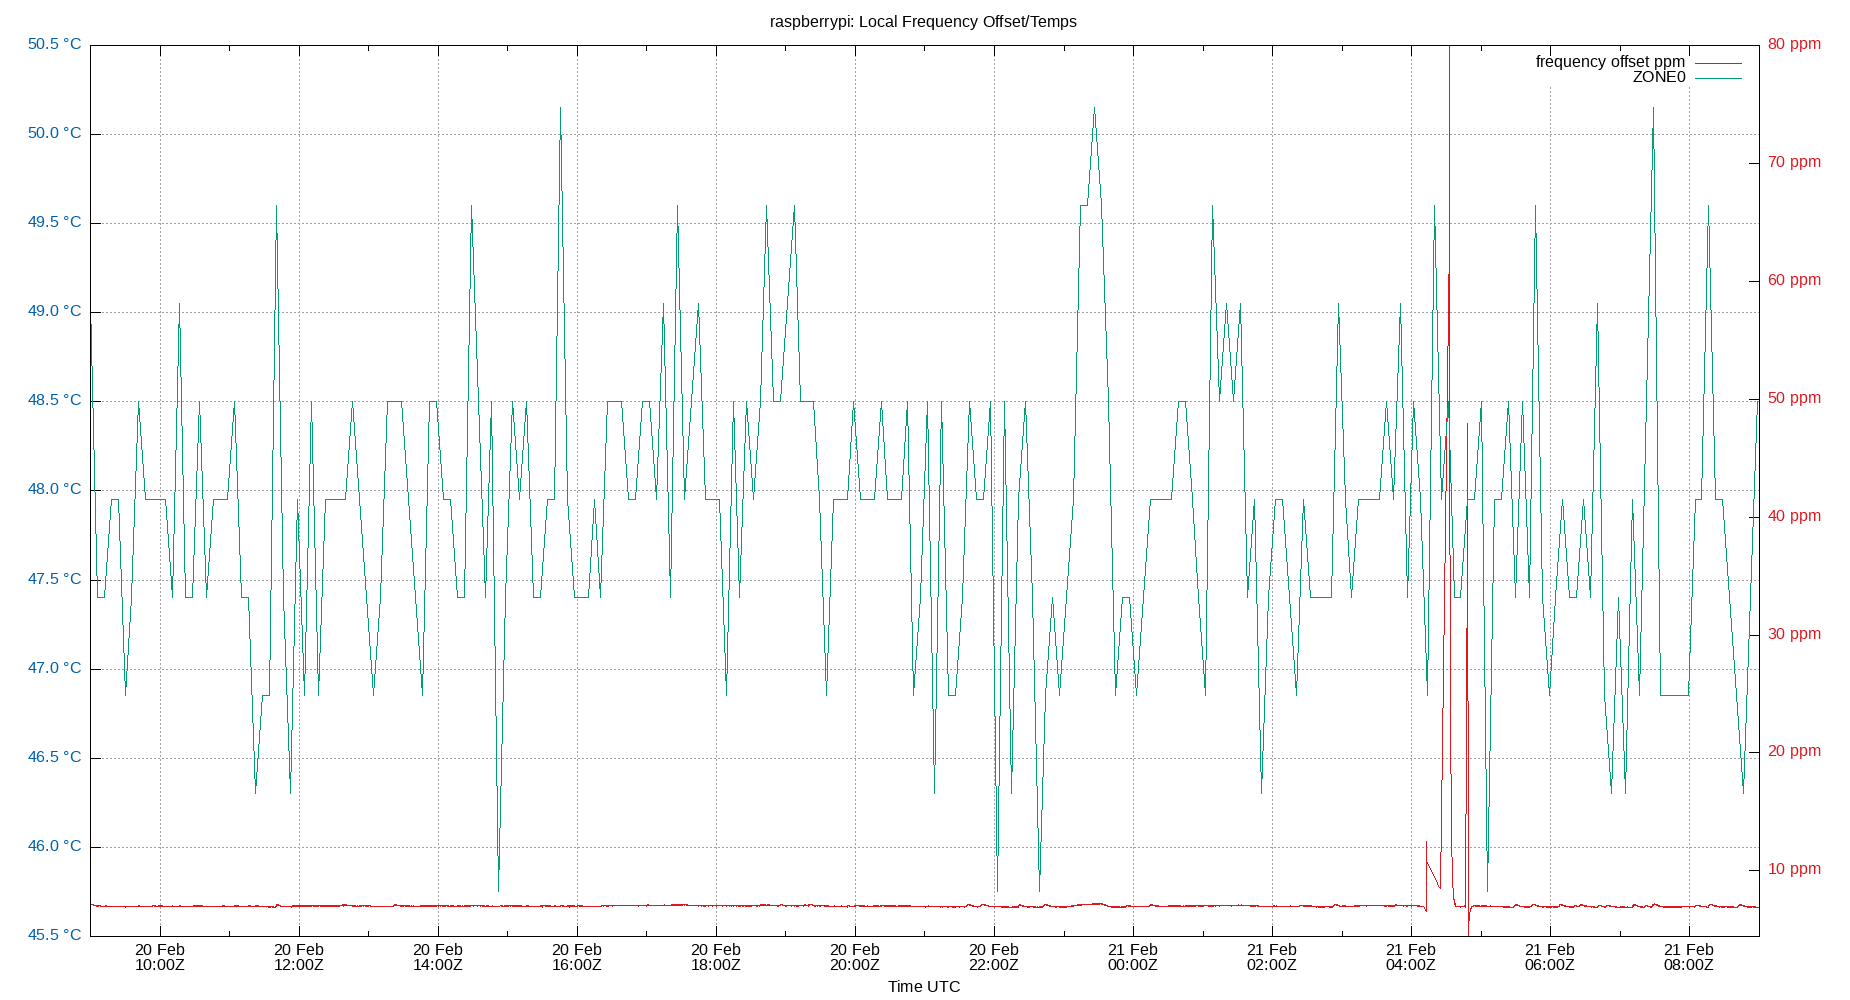 raspberrypi: Local Frequency Offset/Temps
50.5 °C
50.0 °C
49.5 °C
49.0 °C
48.5 °C
48.0 °C
47.5 °C
47.0 °C
46.5 °C
46.0 °C
45.5 °C
80 ppm
70 ppm
60 ppm
50 ppm
40 ppm
30 ppm
20 ppm
10 ppm
frequency offset ppm
ZONE0
20 Feb
10:00Z
20 Feb
12:00Z
20 Feb
14:00Z
20 Feb
16:00Z
20 Feb
18:00Z
20 Feb
20:00Z
20 Feb
22:00Z
21 Feb
00:00Z
21 Feb
02:00Z
21 Feb
04:00Z
21 Feb
06:00Z
21 Feb
08:00Z
Time UTC